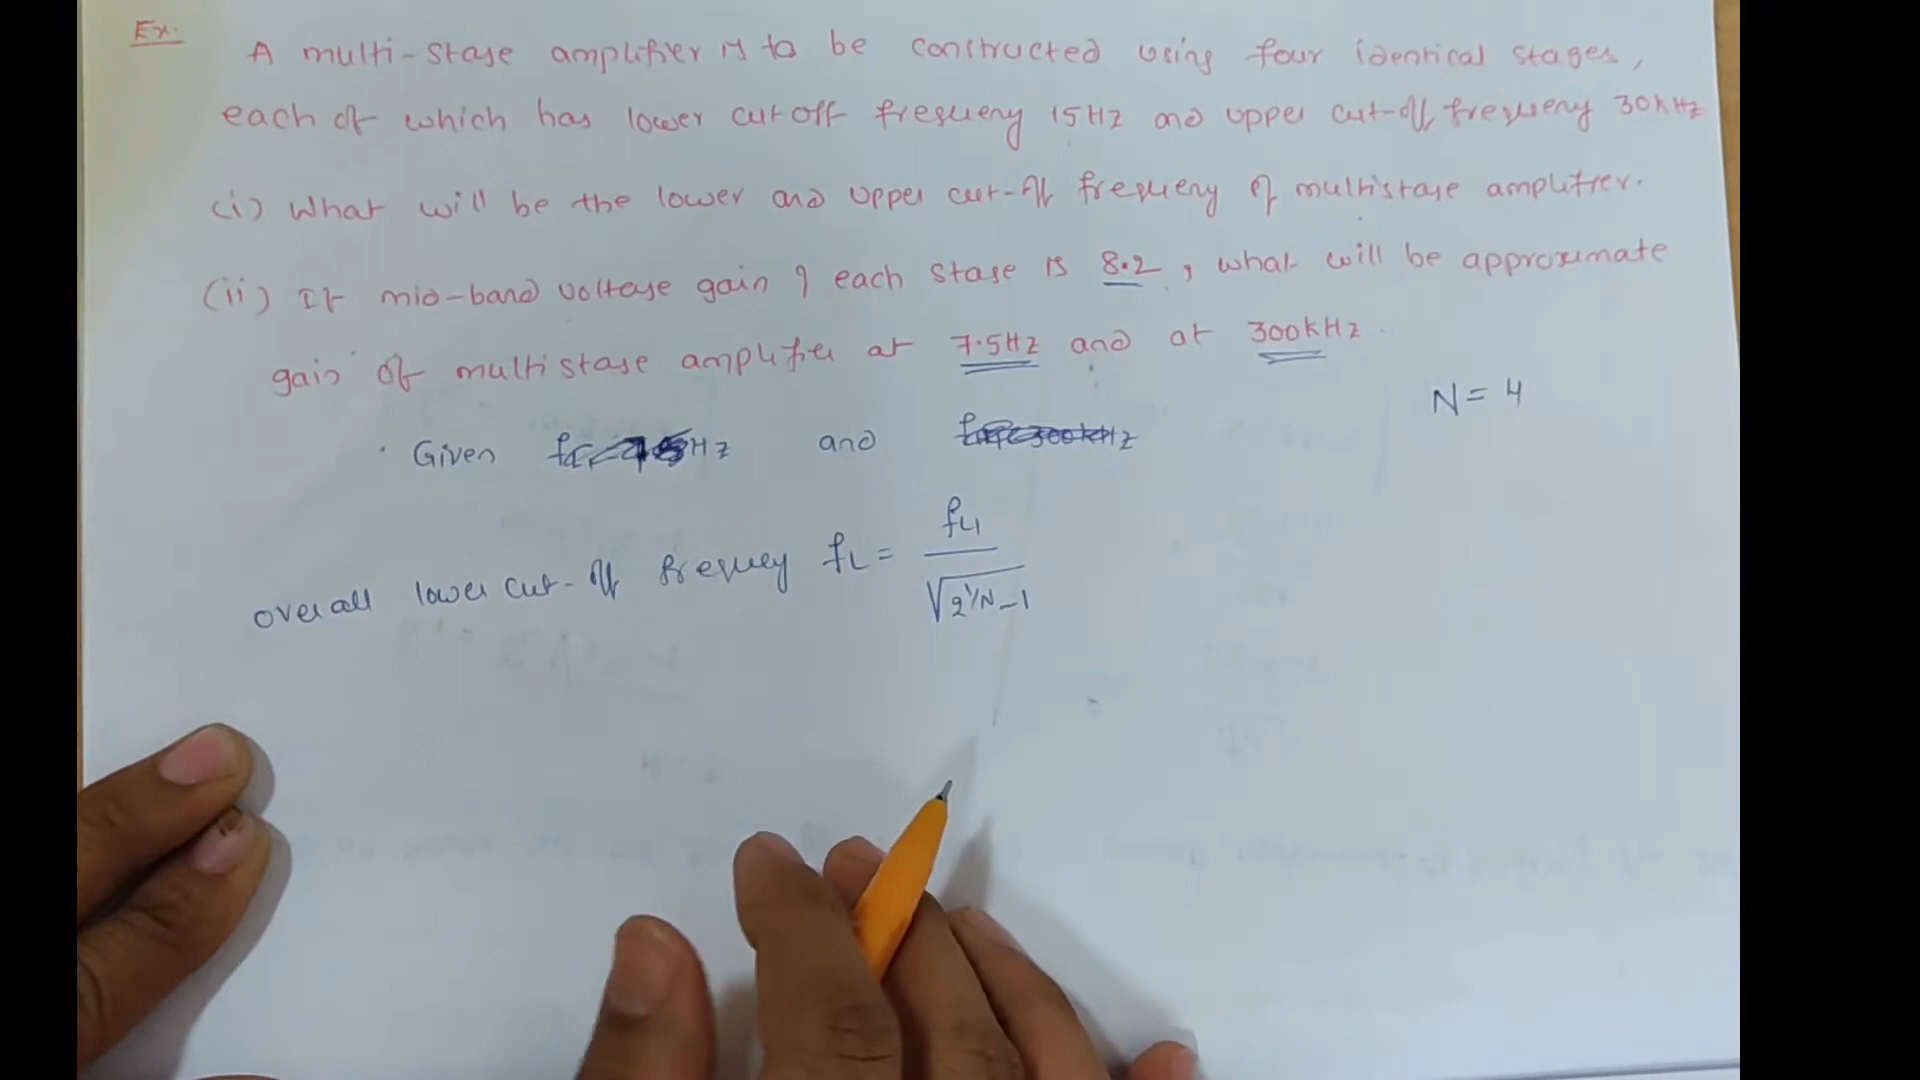 Ex.
A multi-stage amplifier is to be constructed using four identical stages,
each of which has lower cut off frequency 15Hz and upper cut-off frequency 30kHz
(i) What will be the lower and upper cut-off frequency of multistage amplifier.
(ii) If mid-band voltage gain of each stage is 8.2, what will be approximate
gain of multistage amplifier at 7.5Hz and at 300kHz.
N = 4
Given Hz and
overall lower cut-off frequency fL = fL1 / √2^1/N - 1